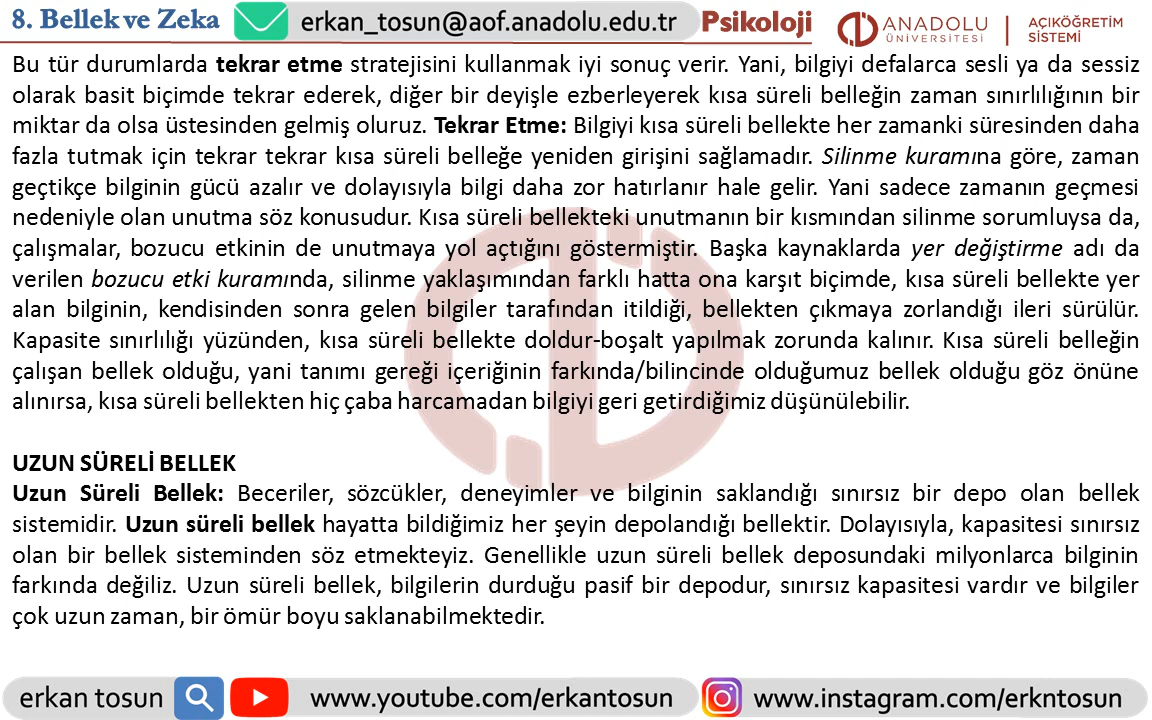 8. Bellek ve Zeka
erkan_tosun@aof.anadolu.edu.tr
Psikoloji
ANADOLU
ÜNİVERSİTESİ
AÇIKÖĞRETİM
SİSTEMİ
Bu tür durumlarda tekrar etme stratejisini kullanmak iyi sonuç verir. Yani, bilgiyi defalarca sesli ya da sessiz
olarak basit biçimde tekrar ederek, diğer bir deyişle ezberleyerek kısa süreli belleğin zaman sınırlılığının bir
miktar da olsa üstesinden gelmiş oluruz. Tekrar Etme: Bilgiyi kısa süreli bellekte her zamanki süresinden daha
fazla tutmak için tekrar tekrar kısa süreli belleğe yeniden girişini sağlamadır. Silinme kuramına göre, zaman
geçtikçe bilginin gücü azalır ve dolayısıyla bilgi daha zor hatırlanır hale gelir. Yani sadece zamanın geçmesi
nedeniyle olan unutma söz konusudur. Kısa süreli bellekteki unutmanın bir kısmından silinme sorumluysa da,
çalışmalar, bozucu etkinin de unutmaya yol açtığını göstermiştir. Başka kaynaklarda yer değiştirme adı da
verilen bozucu etki kuramında, silinme yaklaşımından farklı hatta ona karşıt biçimde, kısa süreli bellekte yer
alan bilginin, kendisinden sonra gelen bilgiler tarafından itildiği, bellekten çıkmaya zorlandığı ileri sürülür.
Kapasite sınırlılığı yüzünden, kısa süreli bellekte doldur-boşalt yapılmak zorunda kalınır. Kısa süreli belleğin
çalışan bellek olduğu, yani tanımı gereği içeriğinin farkında/bilincinde olduğumuz bellek olduğu göz önüne
alınırsa, kısa süreli bellekten hiç çaba harcamadan bilgiyi geri getirdiğimiz düşünülebilir.
UZUN SÜRELİ BELLEK
Uzun Süreli Bellek: Beceriler, sözcükler, deneyimler ve bilginin saklandığı sınırsız bir depo olan bellek
sistemidir. Uzun süreli bellek hayatta bildiğimiz her şeyin depolandığı bellektir. Dolayısıyla, kapasitesi sınırsız
olan bir bellek sisteminden söz etmekteyiz. Genellikle uzun süreli bellek deposundaki milyonlarca bilginin
farkında değiliz. Uzun süreli bellek, bilgilerin durduğu pasif bir depodur, sınırsız kapasitesi vardır ve bilgiler
çok uzun zaman, bir ömür boyu saklanabilmektedir.
erkan tosun
www.youtube.com/erkantosun
www.instagram.com/erkntosun